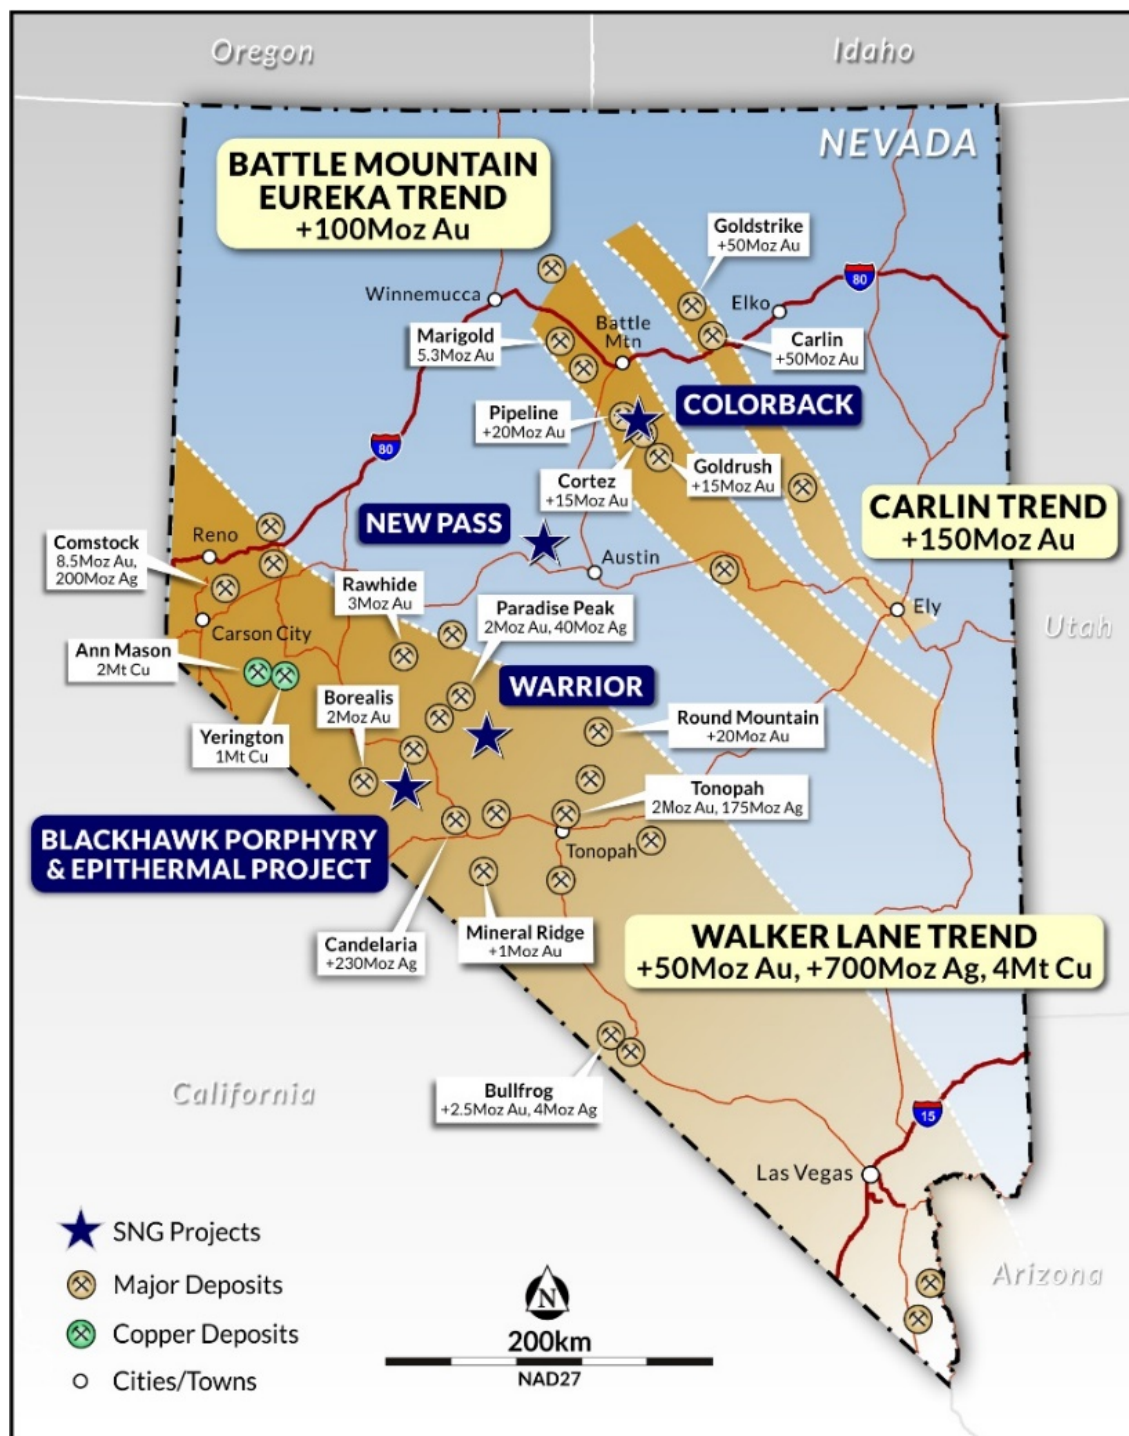 Oregon
Idaho
NEVADA
BATTLE MOUNTAIN
EUREKA TREND
+100Moz Au
Goldstrike
+50Moz Au
80
Winnemucca
Elko
Battle
Mtn
Marigold
5.3Moz Au
Carlin
+50Moz Au
COLORBACK
Pipeline
+20Moz Au
80
Goldrush
+15Moz Au
Cortez
+15Moz Au
CARLIN TREND
+150Moz Au
NEW PASS
Reno
Comstock
8.5Moz Au,
200Moz Ag
Austin
Rawhide
3Moz Au
Paradise Peak
2Moz Au, 40Moz Ag
Ely
Utah
Carson City
Ann Mason
2Mt Cu
WARRIOR
Borealis
2Moz Au
Round Mountain
+20Moz Au
Yerington
1Mt Cu
Tonopah
2Moz Au, 175Moz Ag
BLACKHAWK PORPHYRY
& EPITHERMAL PROJECT
Tonopah
Candelaria
+230Moz Ag
Mineral Ridge
+1Moz Au
WALKER LANE TREND
+50Moz Au, +700Moz Ag, 4Mt Cu
California
Bullfrog
+2.5Moz Au, 4Moz Ag
15
Las Vegas
Arizona
SNG Projects
Major Deposits
Copper Deposits
Cities/Towns
N
200km
NAD27